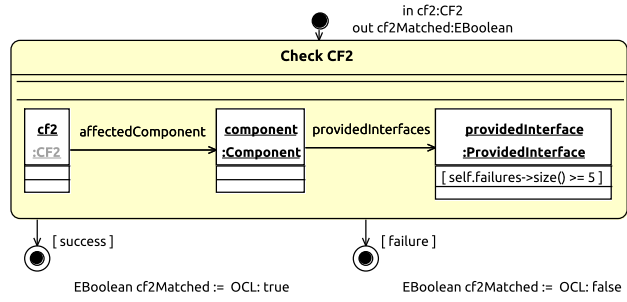 in cf2:CF2
out cf2Matched:EBoolean
Check CF2
cf2
:CF2
affectedComponent
component
:Component
providedInterfaces
providedInterface
:ProvidedInterface
[ self.failures->size() >= 5 ]
[ success ]
[ failure ]
EBoolean cf2Matched := OCL: true
EBoolean cf2Matched := OCL: false